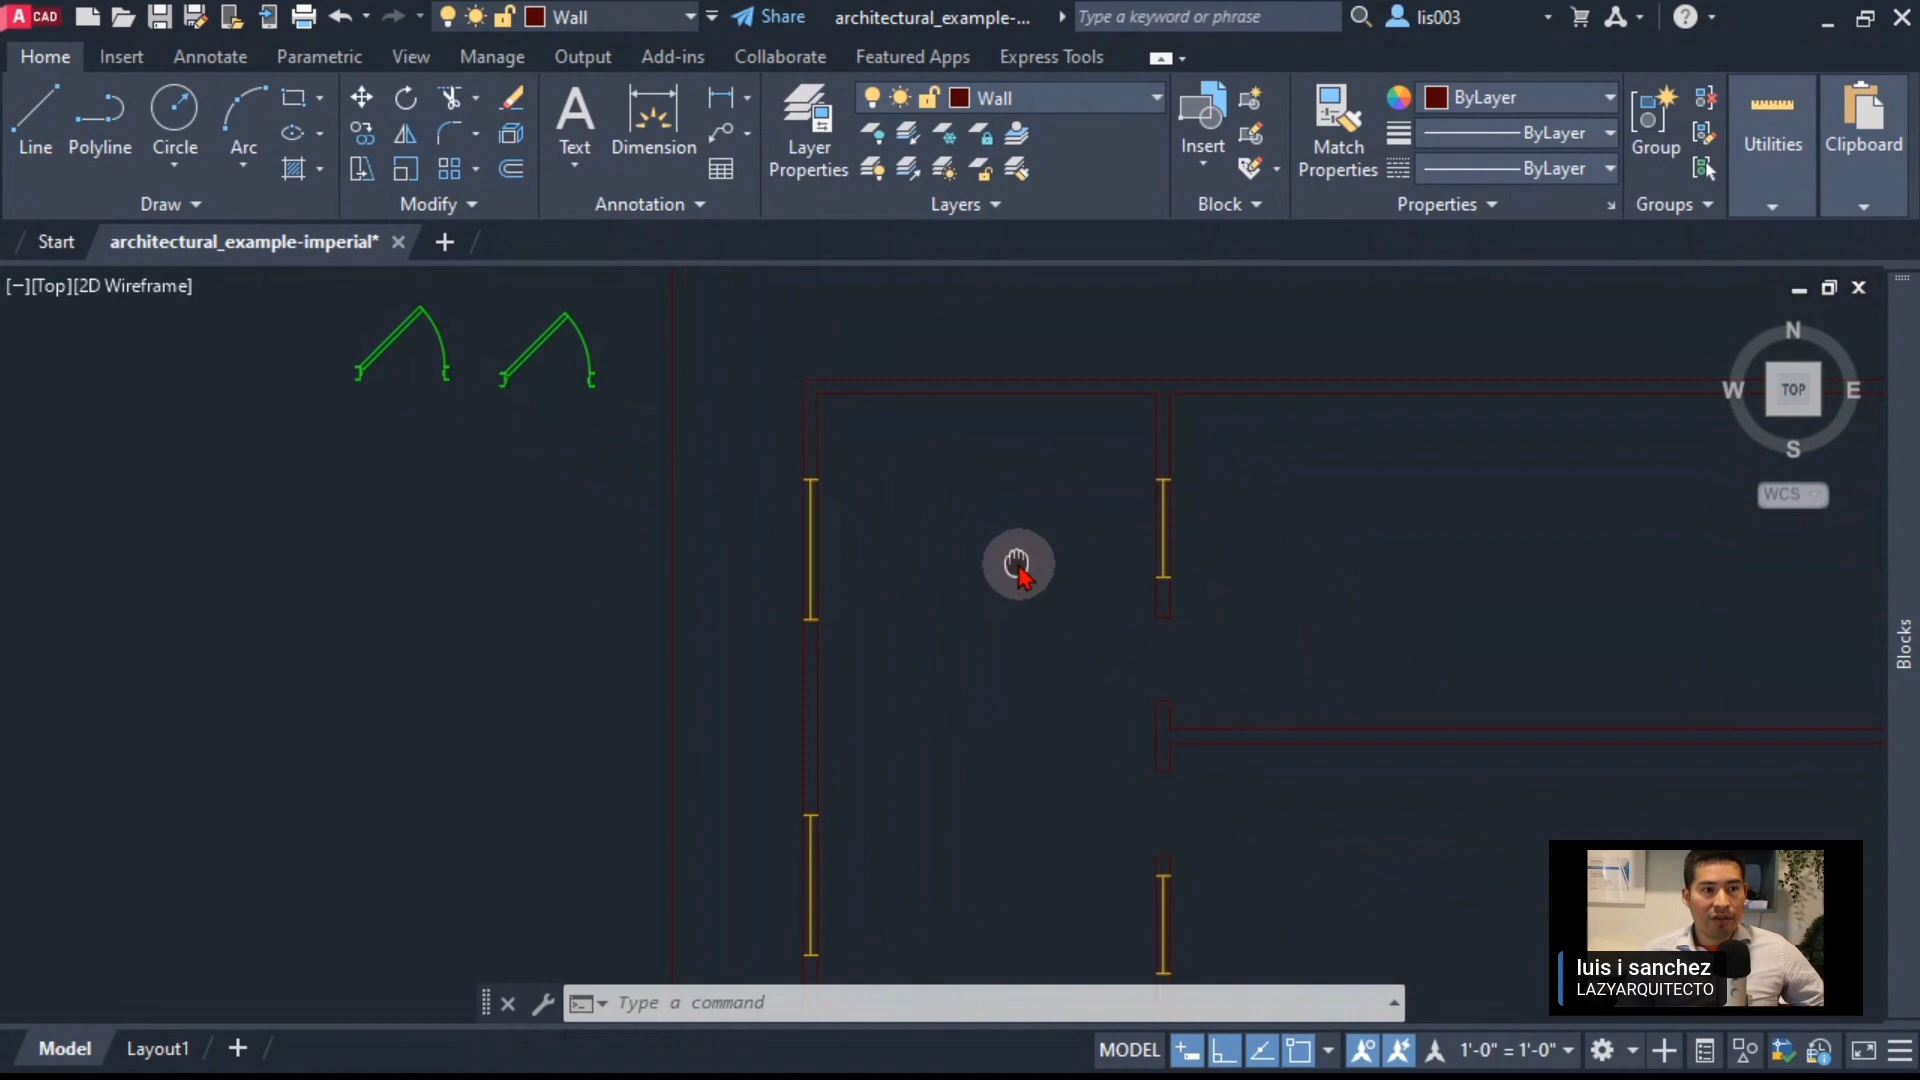 A CAD
Wall
Share
architectural_example-...
Type a keyword or phrase
lis003
Home
Insert
Annotate
Parametric
View
Manage
Output
Add-ins
Collaborate
Featured Apps
Express Tools
Line
Polyline
Circle
Arc
Draw
Modify
Text
Dimension
Annotation
Layer
Properties
Wall
Layers
Insert
Block
Match
Properties
ByLayer
ByLayer
ByLayer
Properties
Group
Groups
Utilities
Clipboard
Start
architectural_example-imperial*
[−][Top][2D Wireframe]
N
W
TOP
E
S
WCS
Blocks
luis i sanchez
LAZYARQUITECTO
Type a command
Model
Layout1
MODEL
1'-0" = 1'-0"